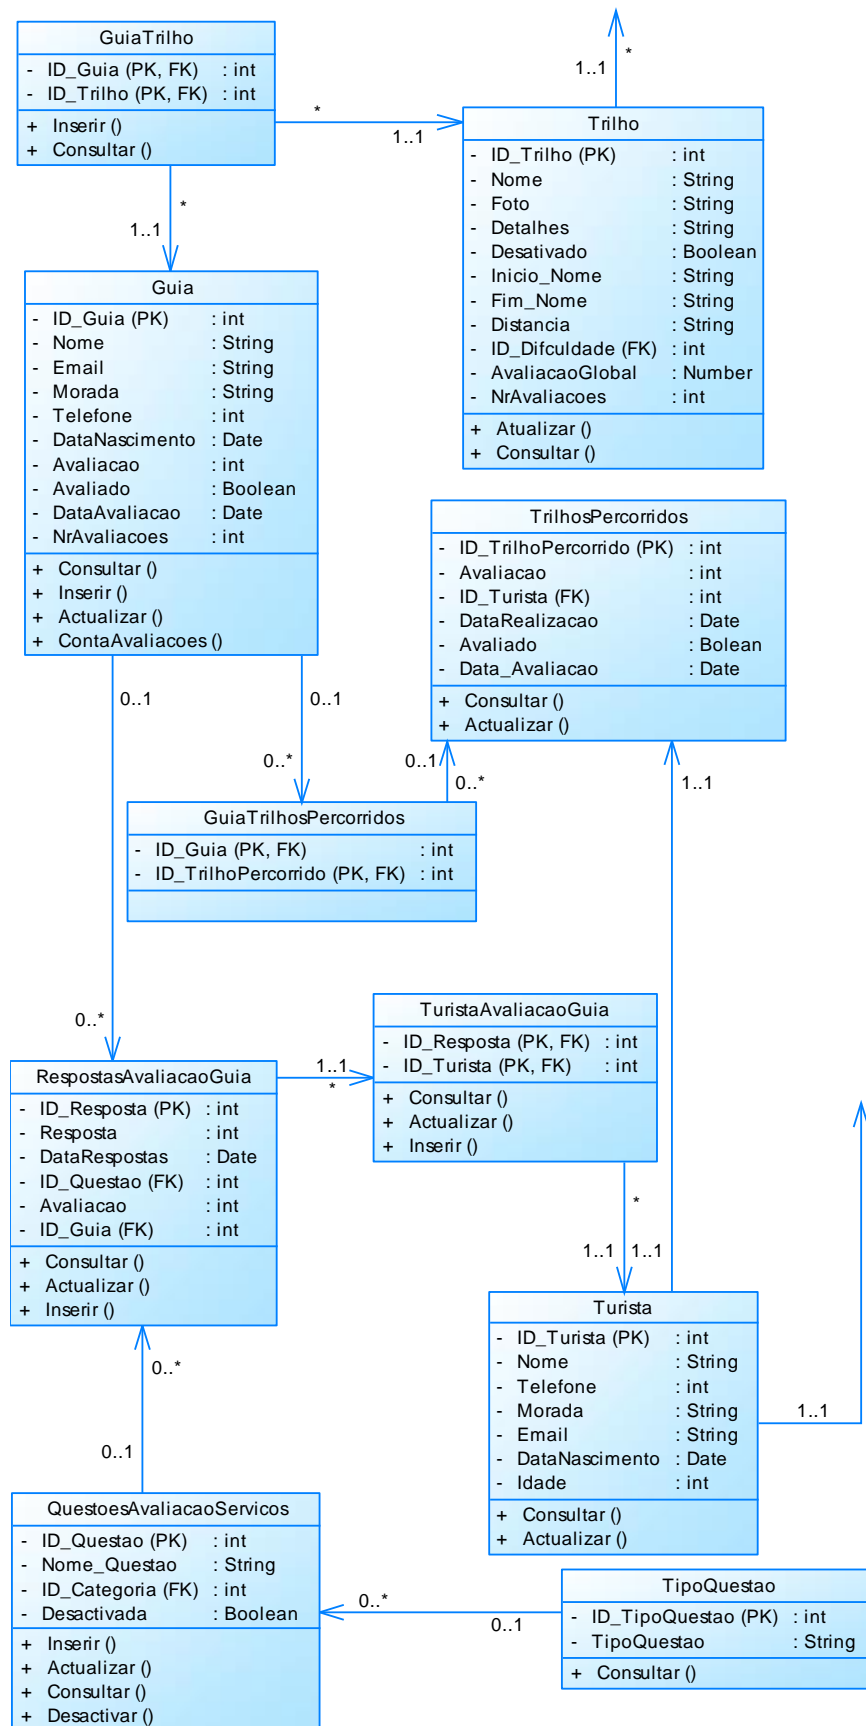 GuiaTrilho
- ID_Guia (PK, FK) : int
- ID_Trilho (PK, FK) : int
+ Inserir ()
+ Consultar ()
*
1..1
*
1..1
Trilho
- ID_Trilho (PK) : int
- Nome : String
- Foto : String
- Detalhes : String
- Desativado : Boolean
- Inicio_Nome : String
- Fim_Nome : String
- Distancia : String
- ID_Difculdade (FK) : int
- AvaliacaoGlobal : Number
- NrAvaliacoes : int
+ Atualizar ()
+ Consultar ()
*
1..1
Guia
- ID_Guia (PK) : int
- Nome : String
- Email : String
- Morada : String
- Telefone : int
- DataNascimento : Date
- Avaliacao : int
- Avaliado : Boolean
- DataAvaliacao : Date
- NrAvaliacoes : int
+ Consultar ()
+ Inserir ()
+ Actualizar ()
+ ContaAvaliacoes ()
TrilhosPercorridos
- ID_TrilhoPercorrido (PK) : int
- Avaliacao : int
- ID_Turista (FK) : int
- DataRealizacao : Date
- Avaliado : Bolean
- Data_Avaliacao : Date
+ Consultar ()
+ Actualizar ()
0..1
0..1
0..*
0..1
0..*
1..1
GuiaTrilhosPercorridos
- ID_Guia (PK, FK) : int
- ID_TrilhoPercorrido (PK, FK) : int
0..*
TuristaAvaliacaoGuia
- ID_Resposta (PK, FK) : int
- ID_Turista (PK, FK) : int
+ Consultar ()
+ Actualizar ()
+ Inserir ()
1..1
*
RespostasAvaliacaoGuia
- ID_Resposta (PK) : int
- Resposta : int
- DataRespostas : Date
- ID_Questao (FK) : int
- Avaliacao : int
- ID_Guia (FK) : int
+ Consultar ()
+ Actualizar ()
+ Inserir ()
*
1..1
1..1
Turista
- ID_Turista (PK) : int
- Nome : String
- Telefone : int
- Morada : String
- Email : String
- DataNascimento : Date
- Idade : int
+ Consultar ()
+ Actualizar ()
1..1
0..*
0..1
QuestoesAvaliacaoServicos
- ID_Questao (PK) : int
- Nome_Questao : String
- ID_Categoria (FK) : int
- Desactivada : Boolean
+ Inserir ()
+ Actualizar ()
+ Consultar ()
+ Desactivar ()
0..*
0..1
TipoQuestao
- ID_TipoQuestao (PK) : int
- TipoQuestao : String
+ Consultar ()